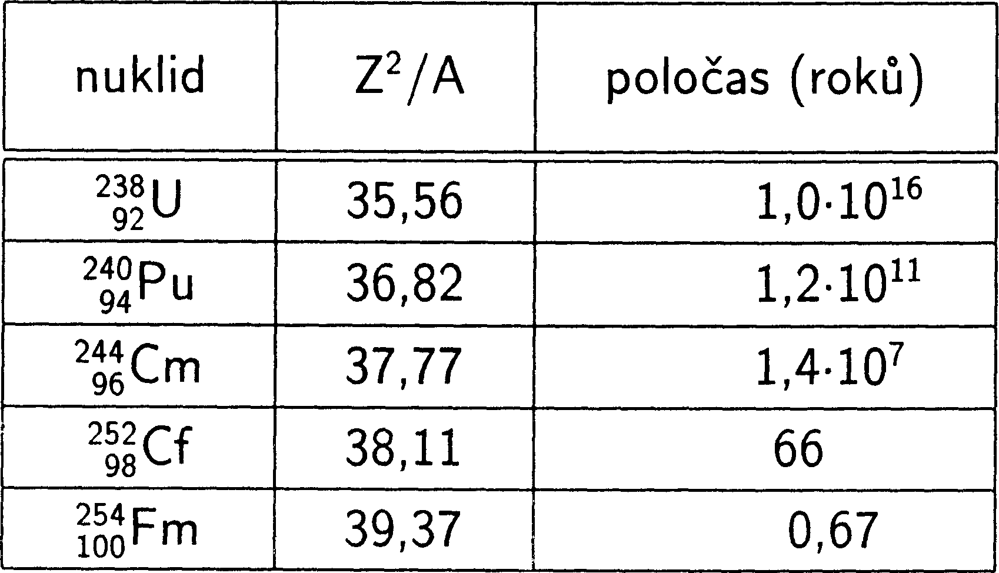 nuklid Z²/A poločas (roků)
²³⁸₉₂U 35,56 1,0·10¹⁶
²⁴⁰₉₄Pu 36,82 1,2·10¹¹
²⁴⁴₉₆Cm 37,77 1,4·10⁷
²⁵²₉₈Cf 38,11 66
²⁵⁴₁₀₀Fm 39,37 0,67